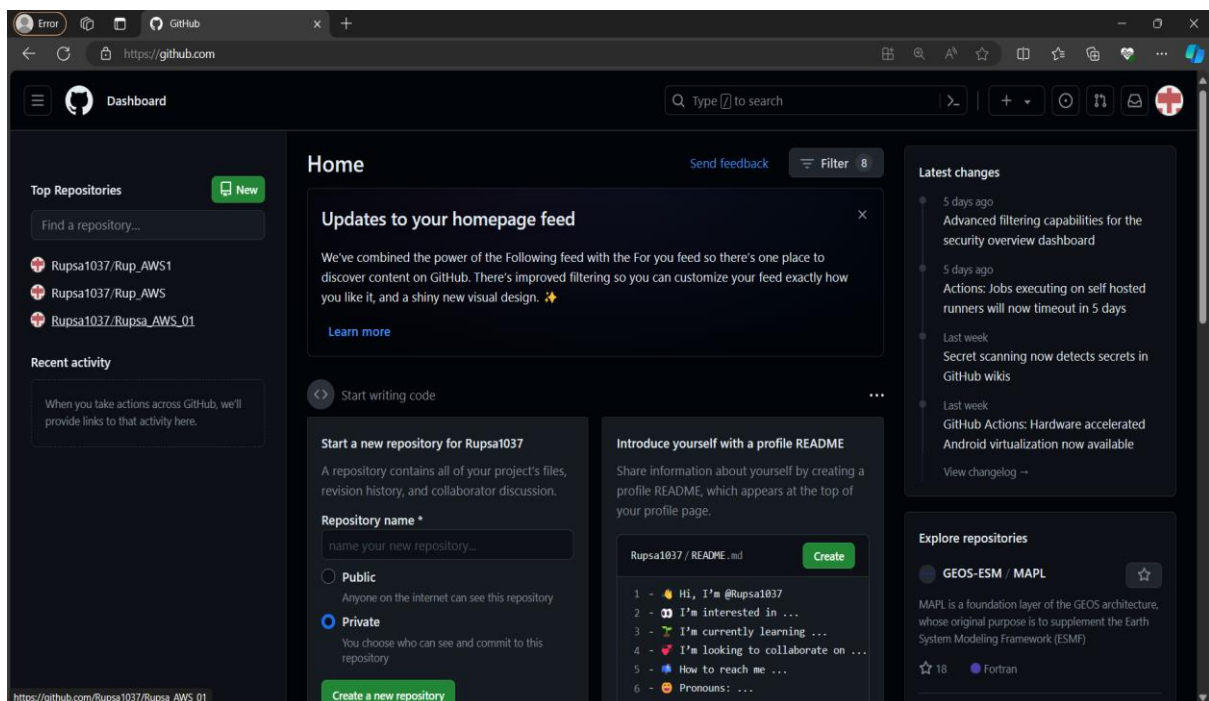 Error
GitHub
https://github.com
Dashboard
Type / to search
Top Repositories
New
Find a repository...
Rupsa1037/Rup_AWS1
Rupsa1037/Rup_AWS
Rupsa1037/Rupsa_AWS_01
Recent activity
When you take actions across GitHub, we'll
provide links to that activity here.
Home
Send feedback
Filter 8
Updates to your homepage feed
We've combined the power of the Following feed with the For you feed so there's one place to
discover content on GitHub. There's improved filtering so you can customize your feed exactly how
you like it, and a shiny new visual design. ✨
Learn more
Start writing code
Start a new repository for Rupsa1037
A repository contains all of your project's files,
revision history, and collaborator discussion.
Repository name *
name your new repository...
Public
Anyone on the internet can see this repository
Private
You choose who can see and commit to this
repository
Create a new repository
Introduce yourself with a profile README
Share information about yourself by creating a
profile README, which appears at the top of
your profile page.
Rupsa1037 / README.md
Create
1 - 👋 Hi, I'm @Rupsa1037
2 - 👀 I'm interested in ...
3 - 🌱 I'm currently learning ...
4 - 💞️ I'm looking to collaborate on ...
5 - 📫 How to reach me ...
6 - 😄 Pronouns: ...
Latest changes
5 days ago
Advanced filtering capabilities for the
security overview dashboard
5 days ago
Actions: Jobs executing on self hosted
runners will now timeout in 5 days
Last week
Secret scanning now detects secrets in
GitHub wikis
Last week
GitHub Actions: Hardware accelerated
Android virtualization now available
View changelog →
Explore repositories
GEOS-ESM / MAPL
MAPL is a foundation layer of the GEOS architecture,
whose original purpose is to supplement the Earth
System Modeling Framework (ESMF)
18
Fortran
https://github.com/Rupsa1037/Rupsa_AWS_01